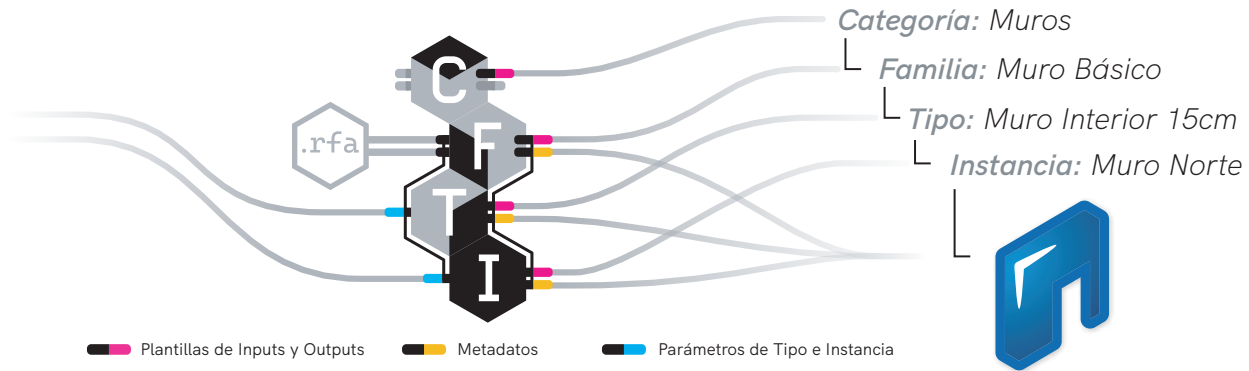 Categoría: Muros
Familia: Muro Básico
Tipo: Muro Interior 15cm
Instancia: Muro Norte
C
F
.rfa
T
I
Plantillas de Inputs y Outputs
Metadatos
Parámetros de Tipo e Instancia